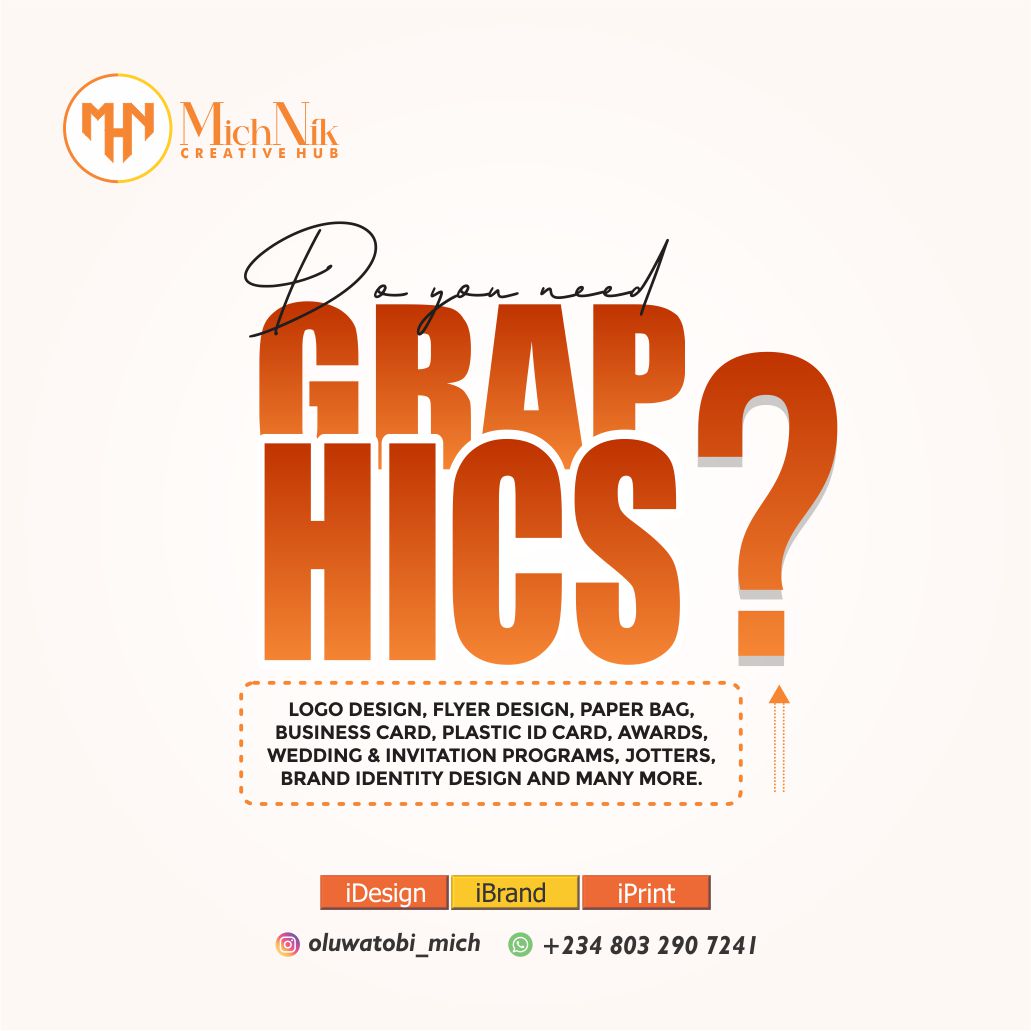 MHN
MichNik
CREATIVE HUB
Do you need
GRAP
HICS?
LOGO DESIGN, FLYER DESIGN, PAPER BAG,
BUSINESS CARD, PLASTIC ID CARD, AWARDS,
WEDDING & INVITATION PROGRAMS, JOTTERS,
BRAND IDENTITY DESIGN AND MANY MORE.
iDesign iBrand iPrint
oluwatobi_mich +234 803 290 7241